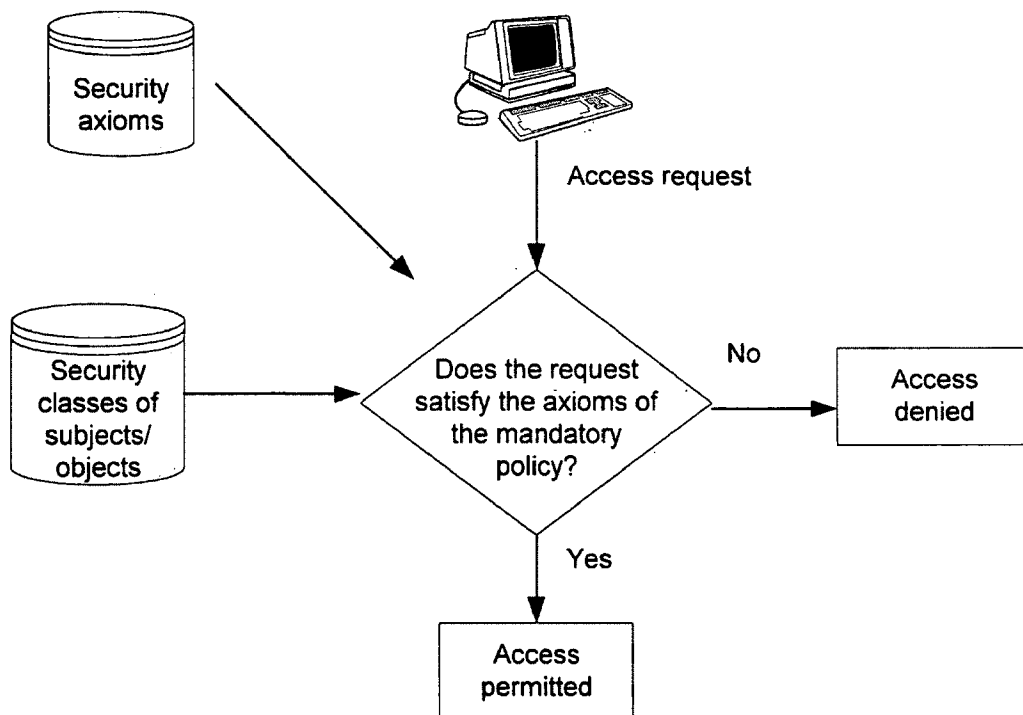 Security
axioms
Access request
Security
classes of
subjects/
objects
Does the request
satisfy the axioms of
the mandatory
policy?
No
Access
denied
Yes
Access
permitted